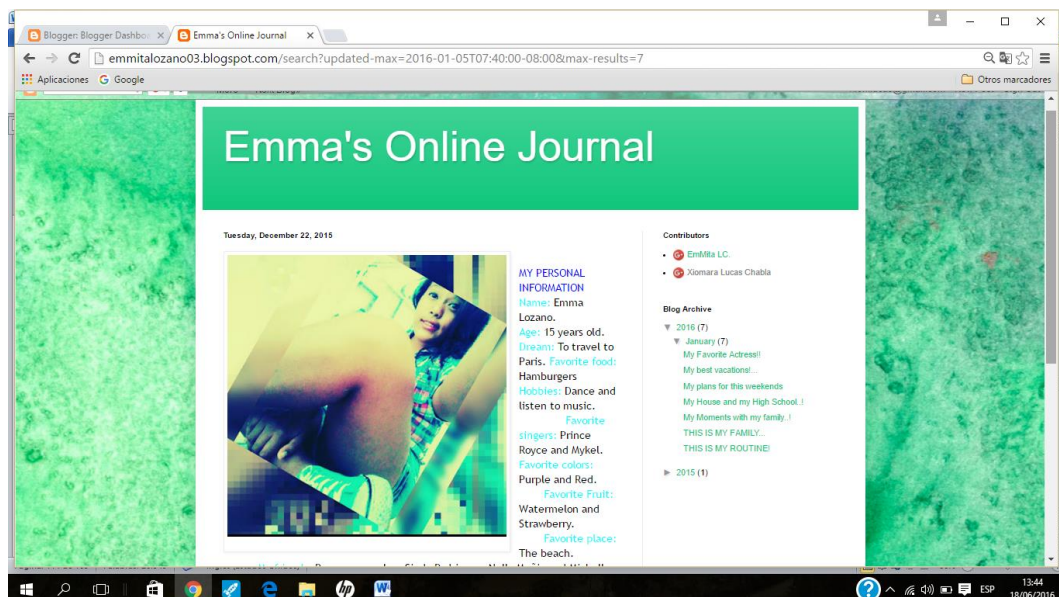 Blogger: Blogger Dashbo
Emma's Online Journal
emmitalozano03.blogspot.com/search?updated-max=2016-01-05T07:40:00-08:00&max-results=7
Aplicaciones
Google
Otros marcadores
Emma's Online Journal
Tuesday, December 22, 2015
MY PERSONAL
INFORMATION
Name: Emma
Lozano.
Age: 15 years old.
Dream: To travel to
Paris. Favorite food:
Hamburgers
Hobbies: Dance and
listen to music.
Favorite
singers: Prince
Royce and Mykel.
Favorite colors:
Purple and Red.
Favorite Fruit:
Watermelon and
Strawberry.
Favorite place:
The beach.
Contributors
EmMita LC.
Xiomara Lucas Chabla
Blog Archive
▼ 2016 (7)
▼ January (7)
My Favorite Actress!!
My best vacations!...
My plans for this weekends
My House and my High School..!
My Moments with my family..!
THIS IS MY FAMILY...
THIS IS MY ROUTINE!
► 2015 (1)
ESP
13:44
18/06/2016